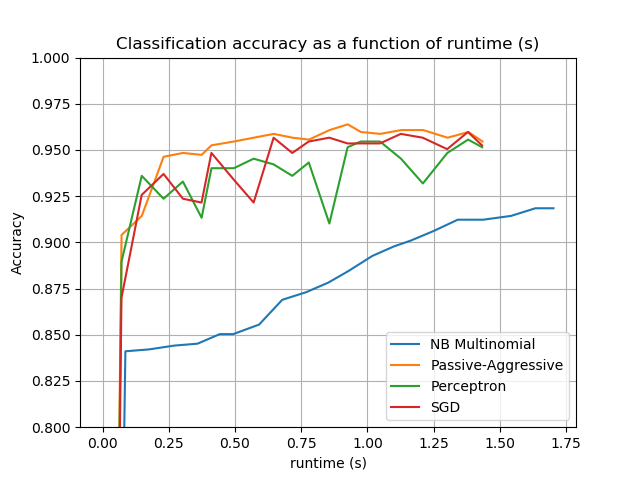 Classification accuracy as a function of runtime (s)
1.000
0.975
0.950
0.925
0.900
0.875
0.850
0.825
0.800
Accuracy
NB Multinomial
Passive-Aggressive
Perceptron
SGD
0.00 0.25 0.50 0.75 1.00 1.25 1.50 1.75
runtime (s)